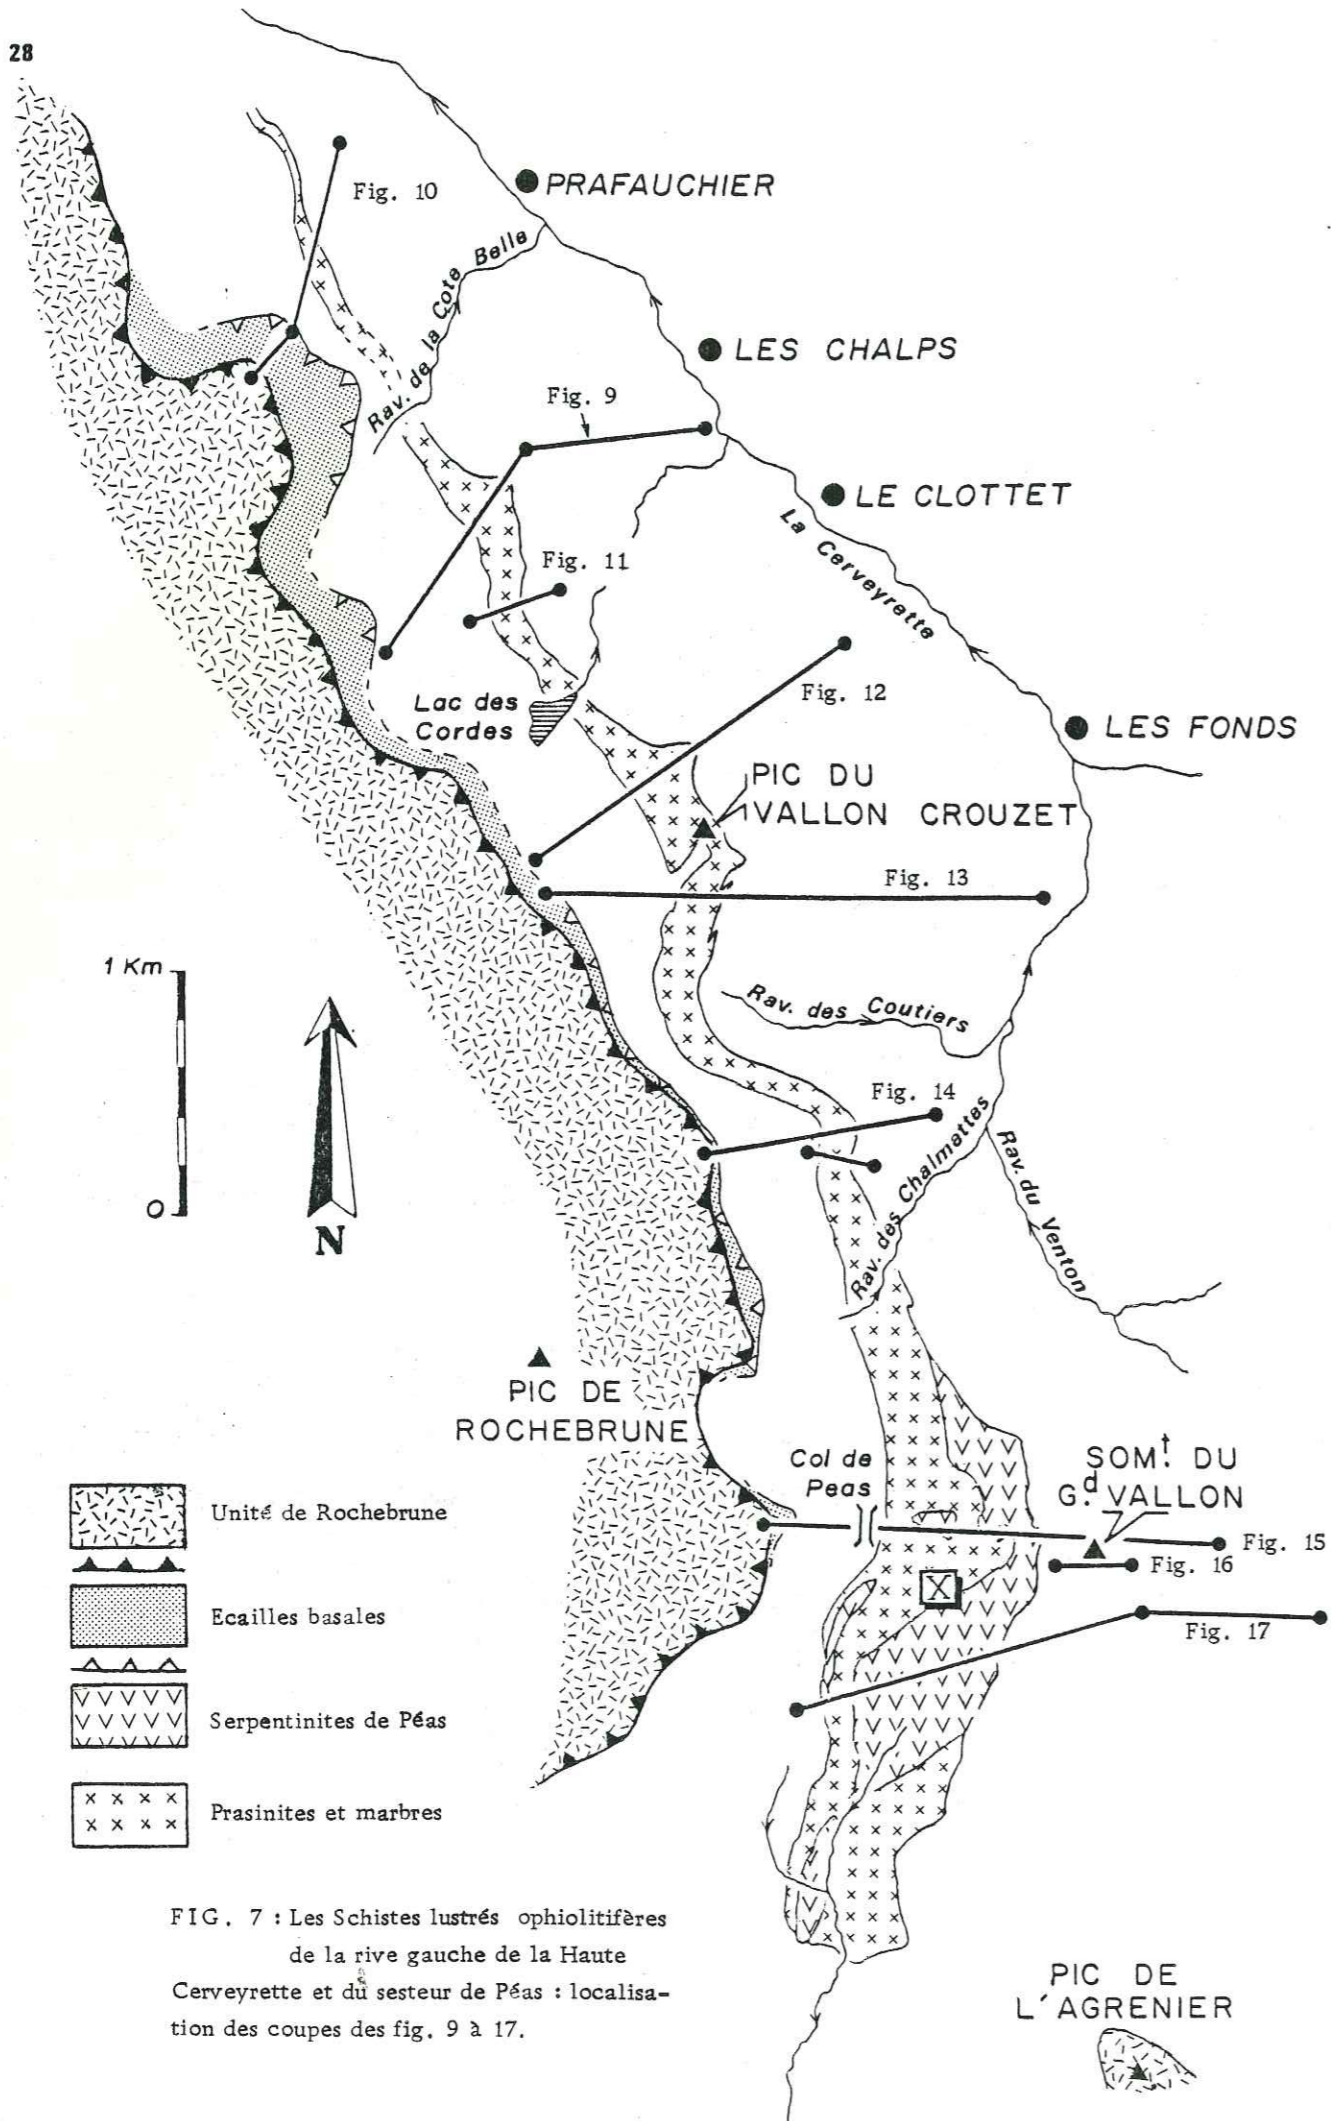 28
Fig. 10
PRAFAUCHIER
Rav. de la Cote Belle
LES CHALPS
Fig. 9
LE CLOTTET
La Cerveyrette
Fig. 11
Fig. 12
Lac des
Cordes
LES FONDS
PIC DU
VALLON CROUZET
Fig. 13
1 Km
0
N
Rav. des Coutiers
Fig. 14
Rav. des Chalmettes
Rav. du Venton
PIC DE
ROCHEBRUNE
Col de
Peas
SOMt. DU
Gd. VALLON
Fig. 15
Fig. 16
X
Fig. 17
Unité de Rochebrune
Ecailles basales
Serpentinites de Péas
Prasinites et marbres
FIG. 7 : Les Schistes lustrés ophiolitifères
de la rive gauche de la Haute
Cerveyrette et du sesteur de Péas : localisa-
tion des coupes des fig. 9 à 17.
PIC DE
L'AGRENIER